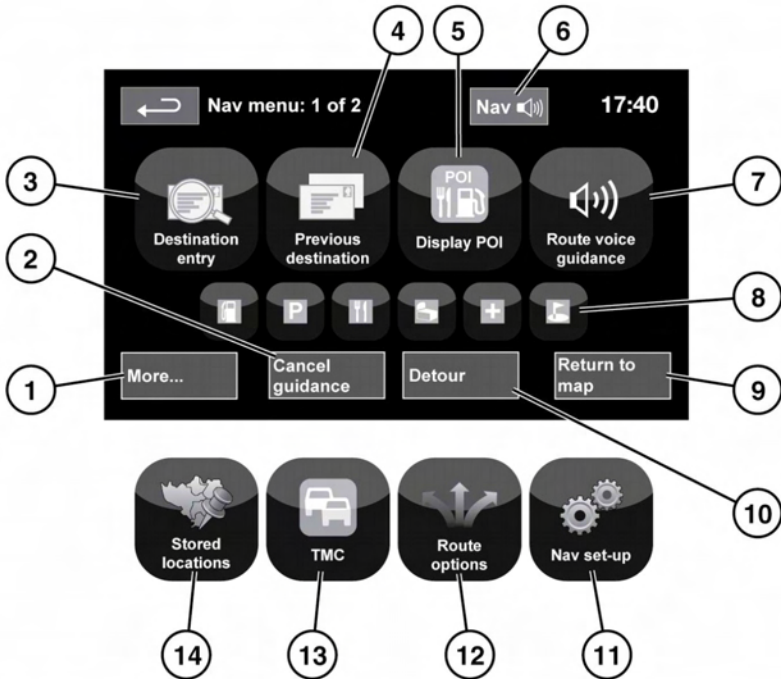 4
5
6
Nav menu: 1 of 2
Nav
17:40
3
POI
7
Destination
entry
Previous
destination
Display POI
Route voice
guidance
2
P
8
More...
Cancel
guidance
Detour
Return to
map
1
9
10
Stored
locations
TMC
Route
options
Nav set-up
14
13
12
11